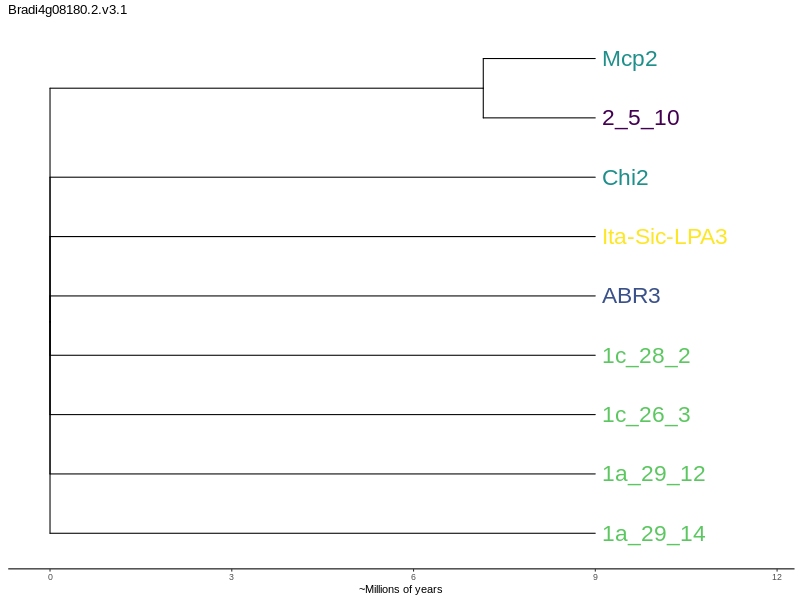 Bradi4g08180.2.v3.1
Mcp2
2_5_10
Chi2
Ita-Sic-LPA3
ABR3
1c_28_2
1c_26_3
1a_29_12
1a_29_14
0 3 6 9 12
~Millions of years